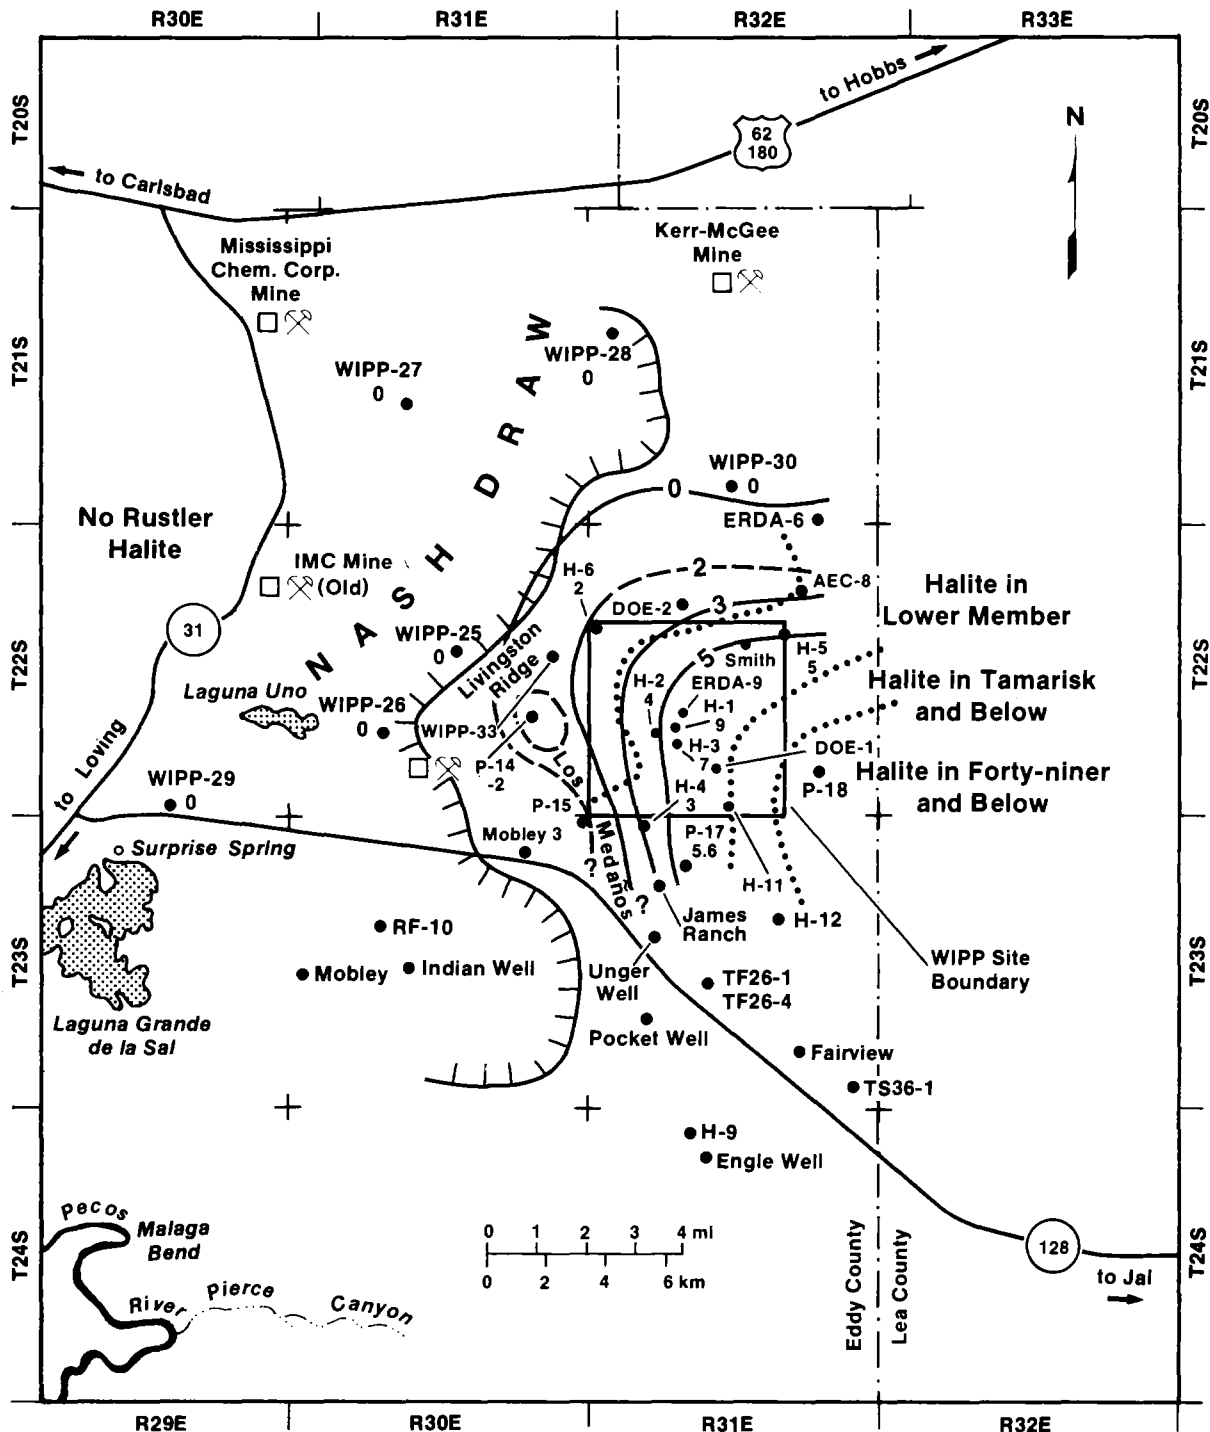 R30E
R31E
R32E
R33E
T20S
T20S
to Hobbs
62
180
N
to Carlsbad
Mississippi
Chem. Corp.
Mine
Kerr-McGee
Mine
T21S
T21S
WIPP-28
0
WIPP-27
0
NASH DRAW
WIPP-30
0
0
ERDA-6
No Rustler
Halite
IMC Mine
(Old)
H-6
2
2
AEC-8
DOE-2
3
Halite in
Lower Member
31
WIPP-25
0
Livingston
Ridge
5
Smith
H-5
5
T22S
T22S
Laguna Uno
WIPP-26
0
WIPP-33
H-2
4
ERDA-9
H-1
9
H-3
7
Halite in Tamarisk
and Below
DOE-1
P-14
-2
Los
Medaños
P-18
Halite in Forty-niner
and Below
to Loving
WIPP-29
0
P-15
H-4
3
Mobley 3
P-17
5.6
?
?
H-11
Surprise Spring
James
Ranch
H-12
RF-10
WIPP Site
Boundary
T23S
T23S
Mobley
Indian Well
Unger
Well
TF26-1
TF26-4
Laguna Grande
de la Sal
Pocket Well
Fairview
TS36-1
H-9
Engle Well
Pecos
River
Malaga
Bend
Pierce Canyon
0 1 2 3 4 mi
0 2 4 6 km
Eddy County
Lea County
128
to Jal
T24S
T24S
R29E
R30E
R31E
R32E